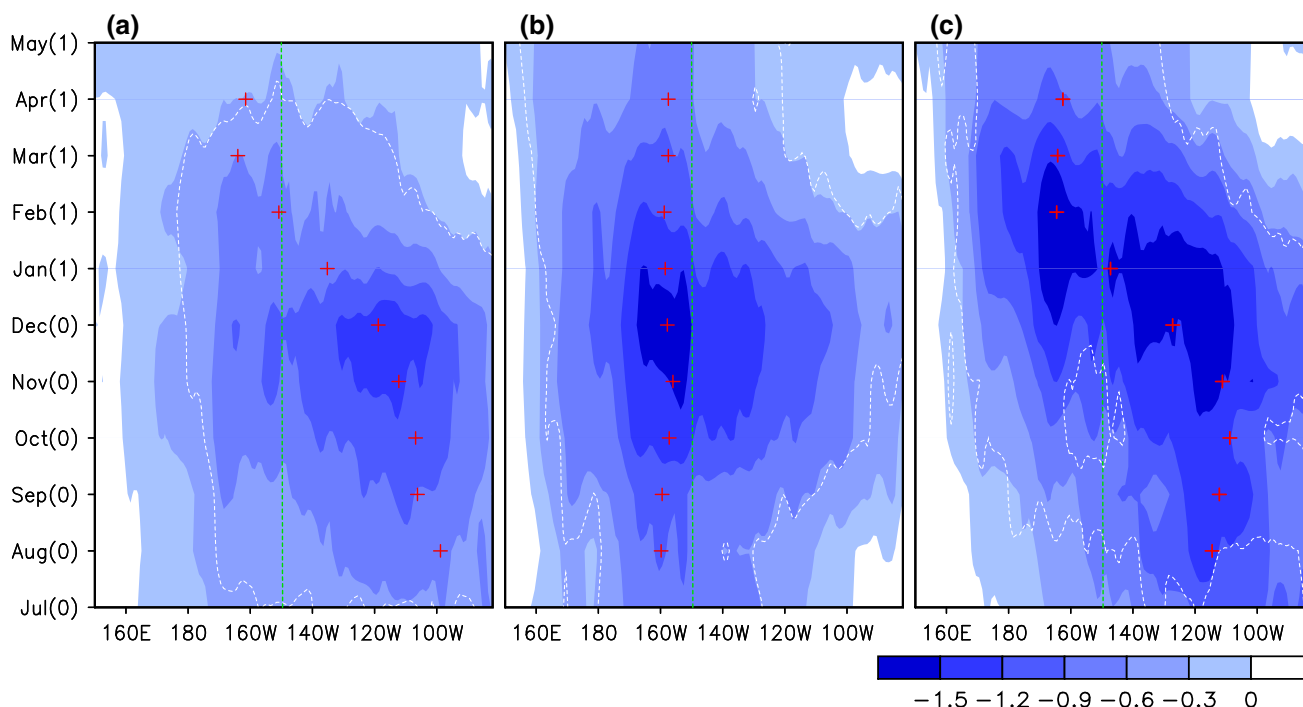 (a) (b) (c)
May(1)
Apr(1)
Mar(1)
Feb(1)
Jan(1)
Dec(0)
Nov(0)
Oct(0)
Sep(0)
Aug(0)
Jul(0)
160E 180 160W 140W 120W 100W 160E 180 160W 140W 120W 100W 160E 180 160W 140W 120W 100W
−1.5 −1.2 −0.9 −0.6 −0.3 0